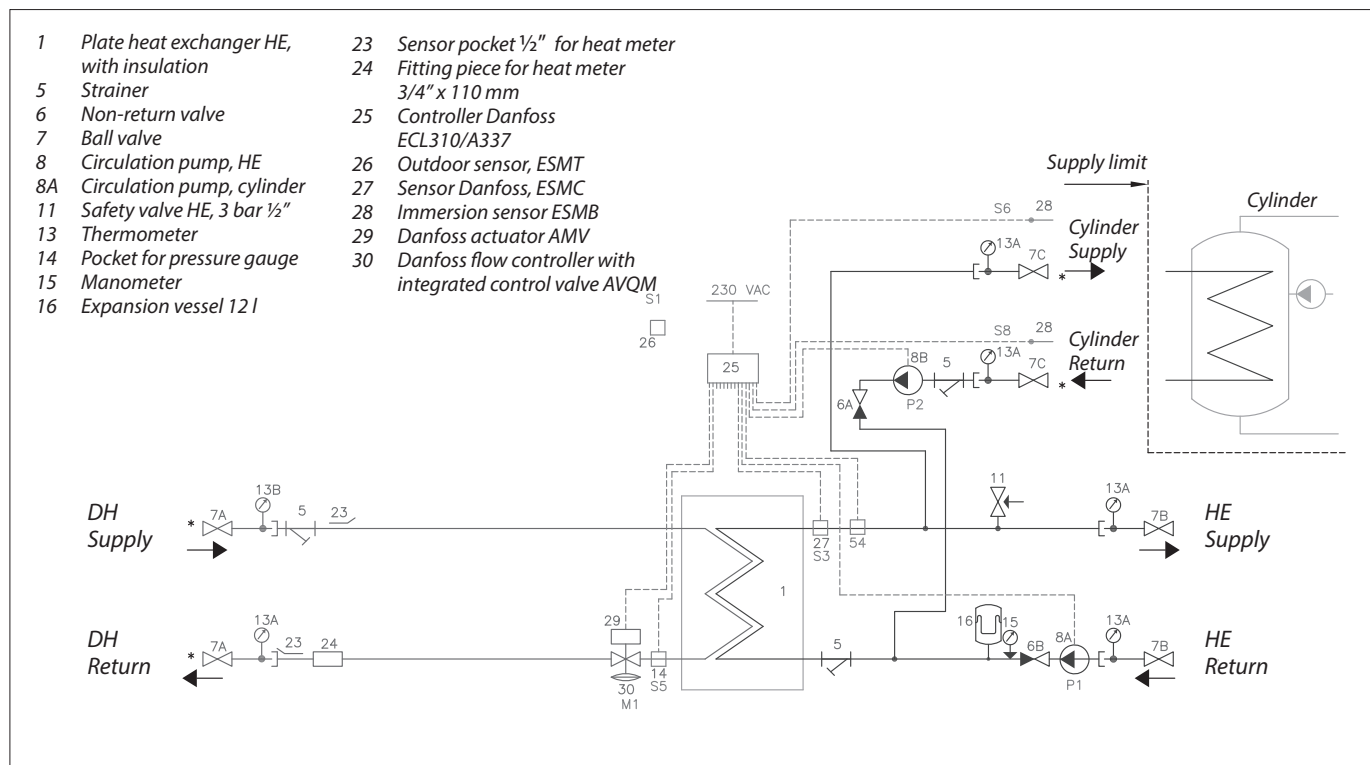 1 Plate heat exchanger HE,
with insulation
5 Strainer
6 Non-return valve
7 Ball valve
8 Circulation pump, HE
8A Circulation pump, cylinder
11 Safety valve HE, 3 bar ½"
13 Thermometer
14 Pocket for pressure gauge
15 Manometer
16 Expansion vessel 12 l
23 Sensor pocket ½" for heat meter
24 Fitting piece for heat meter
3/4" x 110 mm
25 Controller Danfoss
ECL310/A337
26 Outdoor sensor, ESMT
27 Sensor Danfoss, ESMC
28 Immersion sensor ESMB
29 Danfoss actuator AMV
30 Danfoss flow controller with
integrated control valve AVQM
Supply limit
Cylinder
S6 28
Cylinder
Supply
13A
7C
*
S1
26
230 VAC
25
S8 28
Cylinder
Return
13A
7C
*
8B
5
P2
6A
DH
Supply
*
7A
13B
5
23
27
S3
54
11
13A
7B
HE
Supply
1
DH
Return
*
7A
13A
23
24
29
30
M1
14
S5
5
16
15
6B
8A
P1
13A
7B
HE
Return